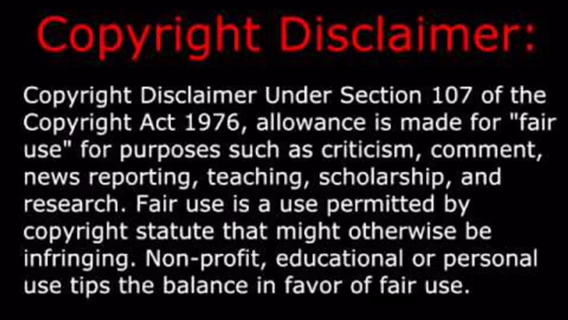 Copyright Disclaimer:
Copyright Disclaimer Under Section 107 of the
Copyright Act 1976, allowance is made for "fair
use" for purposes such as criticism, comment,
news reporting, teaching, scholarship, and
research. Fair use is a use permitted by
copyright statute that might otherwise be
infringing. Non-profit, educational or personal
use tips the balance in favor of fair use.